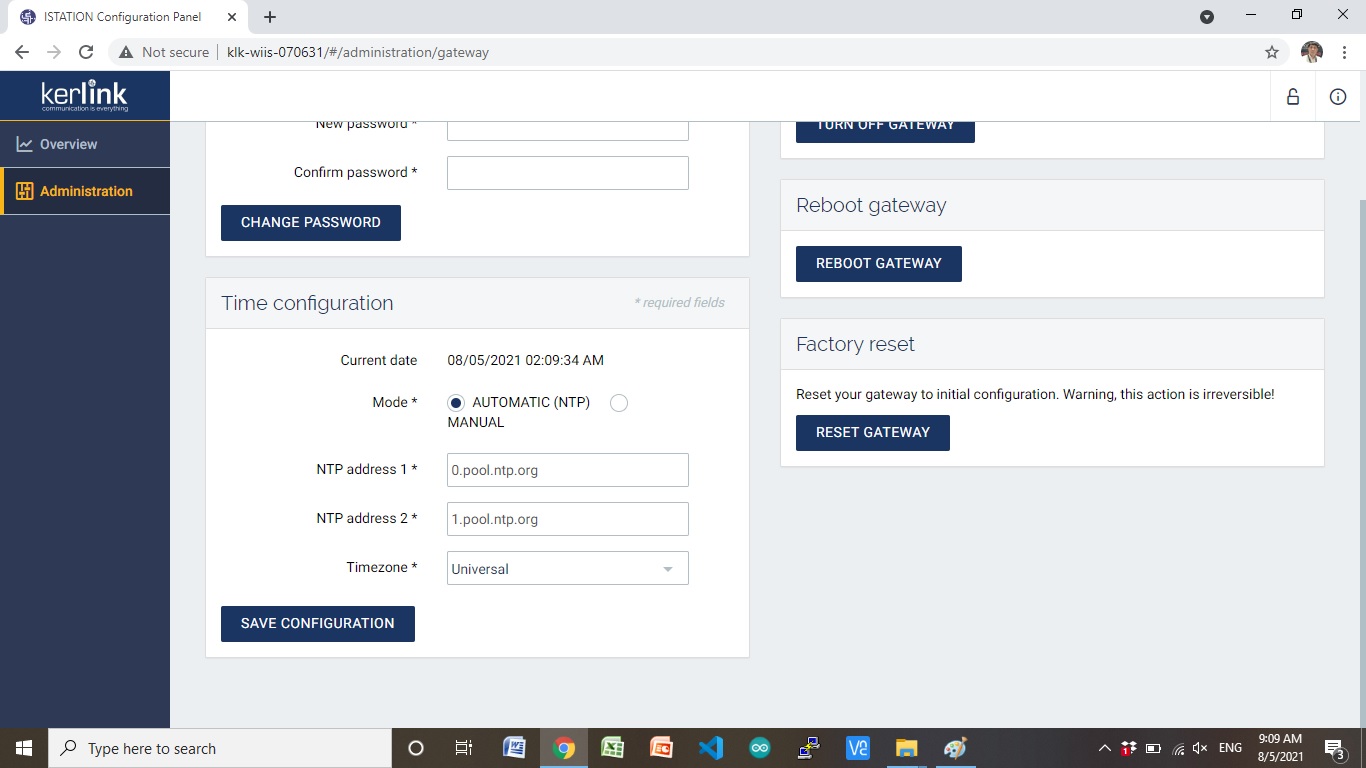 ISTATION Configuration Panel
Not secure
klk-wiis-070631/#/administration/gateway
kerlink
communication is everything
Overview
Administration
New password *
Confirm password *
CHANGE PASSWORD
Time configuration
* required fields
Current date
08/05/2021 02:09:34 AM
Mode *
AUTOMATIC (NTP)
MANUAL
NTP address 1 *
0.pool.ntp.org
NTP address 2 *
1.pool.ntp.org
Timezone *
Universal
SAVE CONFIGURATION
TURN OFF GATEWAY
Reboot gateway
REBOOT GATEWAY
Factory reset
Reset your gateway to initial configuration. Warning, this action is irreversible!
RESET GATEWAY
Type here to search
1
ENG
9:09 AM
8/5/2021
3